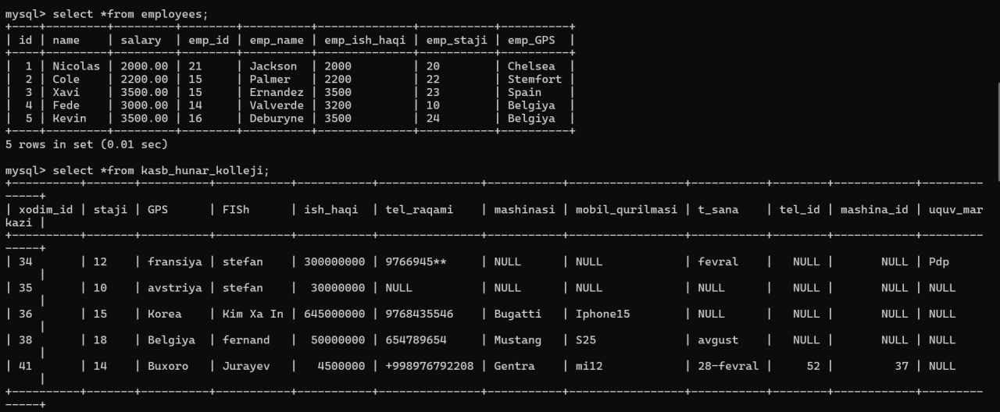 mysql> select *from employees;
+----+---------+---------+--------+----------+--------------+-----------+----------+
| id | name    | salary  | emp_id | emp_name | emp_ish_haqi | emp_staji | emp_GPS  |
+----+---------+---------+--------+----------+--------------+-----------+----------+
|  1 | Nicolas | 2000.00 | 21     | Jackson  | 2000         | 20        | Chelsea  |
|  2 | Cole    | 2200.00 | 15     | Palmer   | 2200         | 22        | Stemfort |
|  3 | Xavi    | 3500.00 | 15     | Ernandez | 3500         | 23        | Spain    |
|  4 | Fede    | 3000.00 | 14     | Valverde | 3200         | 10        | Belgiya  |
|  5 | Kevin   | 3500.00 | 16     | Deburyne | 3500         | 24        | Belgiya  |
+----+---------+---------+--------+----------+--------------+-----------+----------+
5 rows in set (0.01 sec)

mysql> select *from kasb_hunar_kolleji;
+----------+-------+----------+-----------+-----------+---------------+-----------+------------------+-----------+--------+------------+---------
-----+
| xodim_id | staji | GPS      | FISh      | ish_haqi  | tel_raqami    | mashinasi | mobil_qurilmasi | t_sana    | tel_id | mashina_id | uquv_mar
kazi |
+----------+-------+----------+-----------+-----------+---------------+-----------+------------------+-----------+--------+------------+---------
-----+
| 34       | 12    | fransiya | stefan    | 300000000 | 9766945**     | NULL      | NULL            | fevral    |   NULL |       NULL | Pdp
     |
| 35       | 10    | avstriya | stefan    |  30000000 | NULL          | NULL      | NULL            | NULL      |   NULL |       NULL | NULL
     |
| 36       | 15    | Korea    | Kim Xa In | 645000000 | 9768435546    | Bugatti   | Iphone15        | NULL      |   NULL |       NULL | NULL
     |
| 38       | 18    | Belgiya  | fernand   |  50000000 | 654789654     | Mustang   | S25             | avgust    |   NULL |       NULL | NULL
     |
| 41       | 14    | Buxoro   | Jurayev   |   4500000 | +998976792208 | Gentra    | mi12            | 28-fevral |     52 |         37 | NULL
     |
+----------+-------+----------+-----------+-----------+---------------+-----------+------------------+-----------+--------+------------+---------
-----+